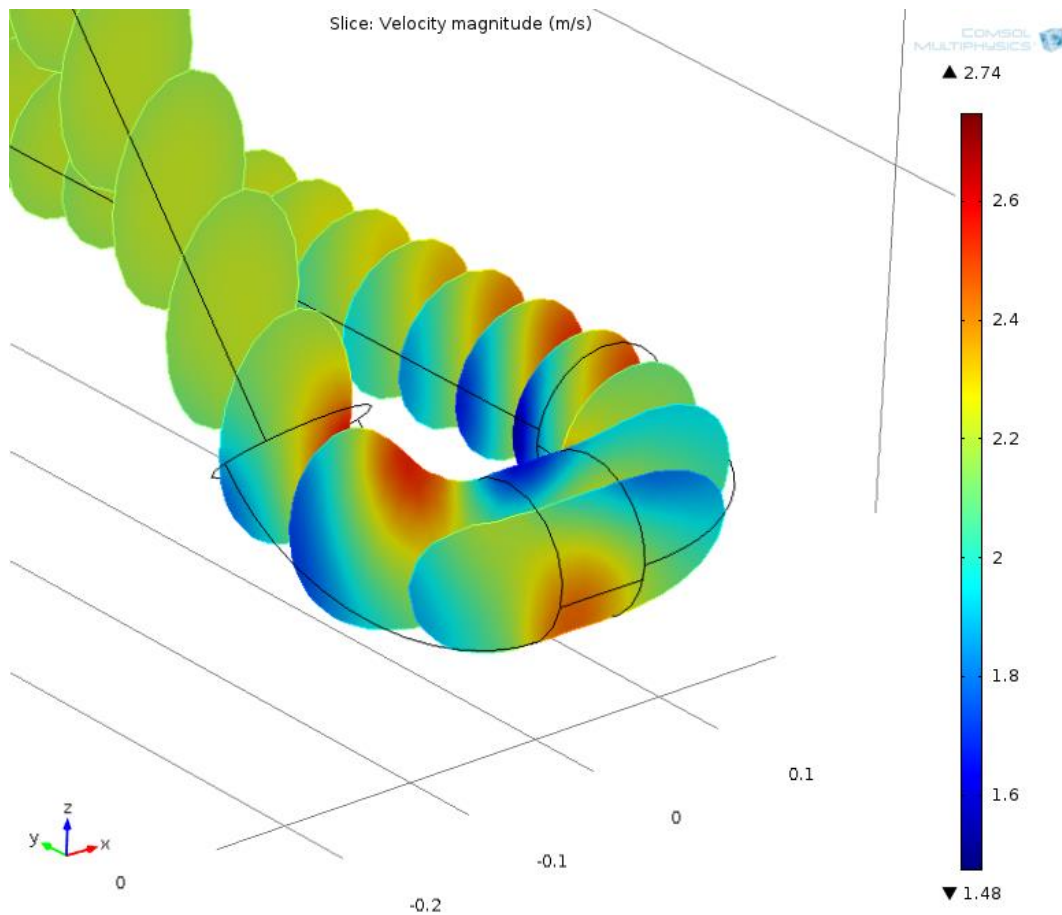 Slice: Velocity magnitude (m/s)
COMSOL
MULTIPHYSICS
▲ 2.74
2.6
2.4
2.2
2
1.8
1.6
▼ 1.48
0.1
0
-0.1
-0.2
0
z
y
x